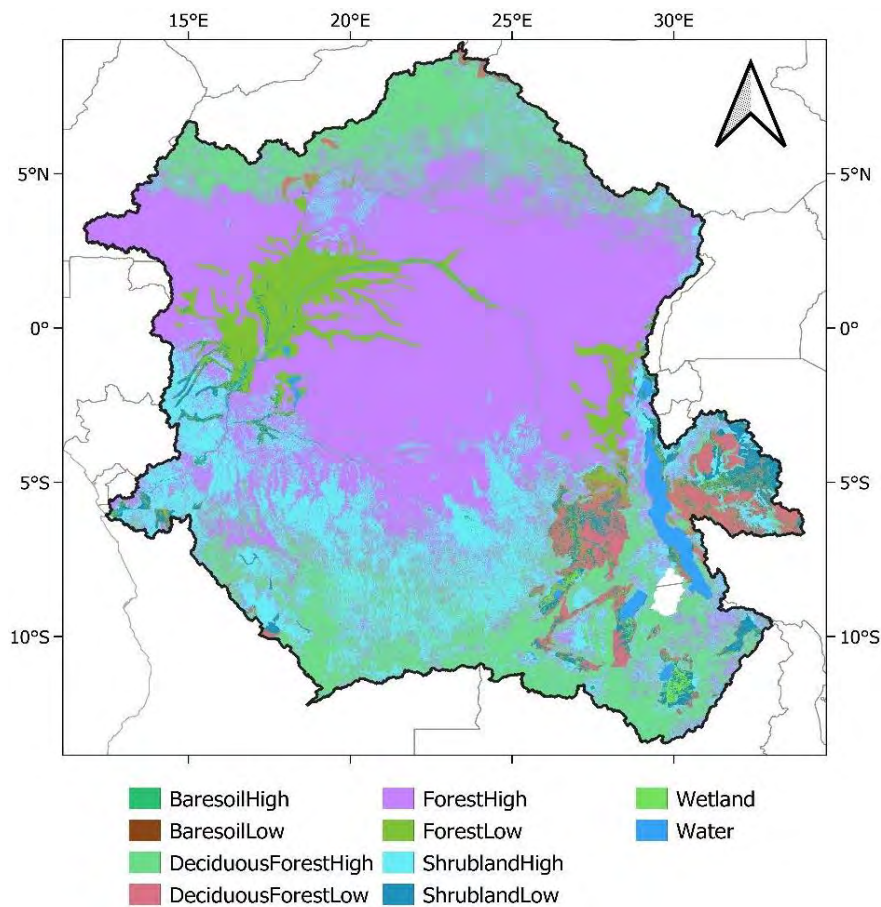 15°E 20°E 25°E 30°E
5°N 5°N
0° 0°
5°S 5°S
10°S 10°S
BaresoilHigh ForestHigh Wetland
BaresoilLow ForestLow Water
DeciduousForestHigh ShrublandHigh
DeciduousForestLow ShrublandLow